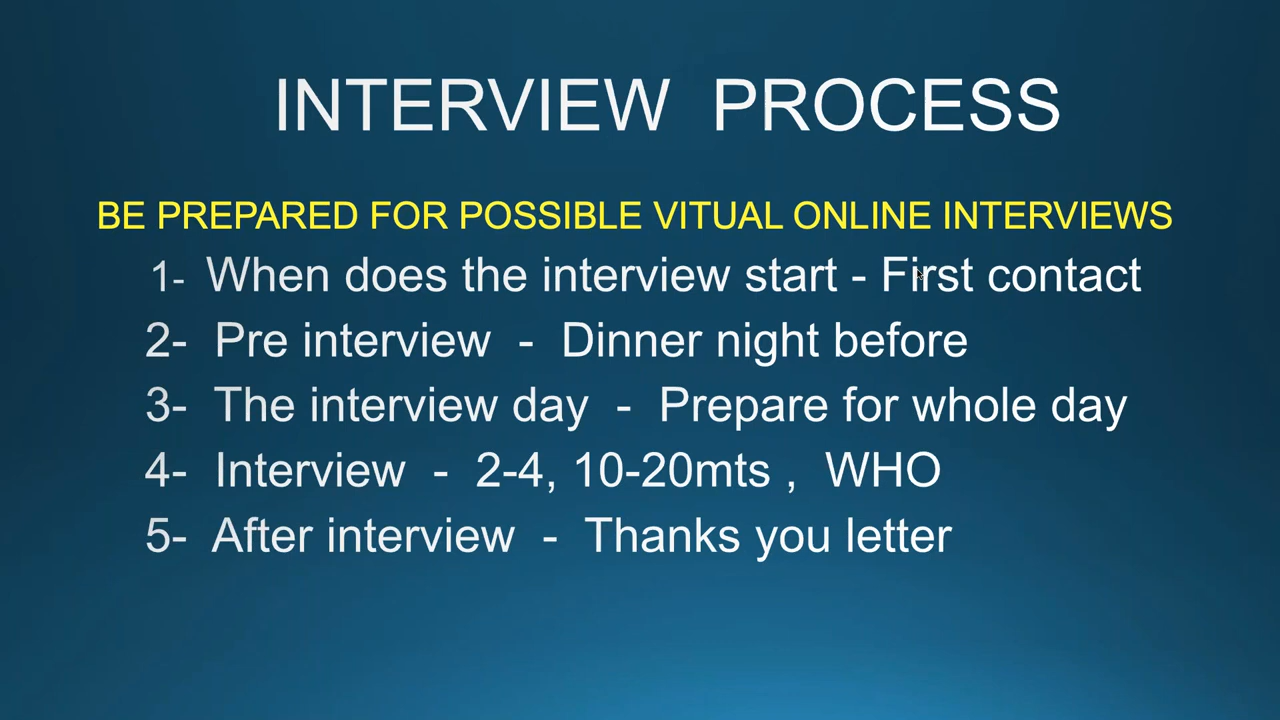 INTERVIEW PROCESS
BE PREPARED FOR POSSIBLE VITUAL ONLINE INTERVIEWS
1- When does the interview start - First contact
2- Pre interview - Dinner night before
3- The interview day - Prepare for whole day
4- Interview - 2-4, 10-20mts , WHO
5- After interview - Thanks you letter